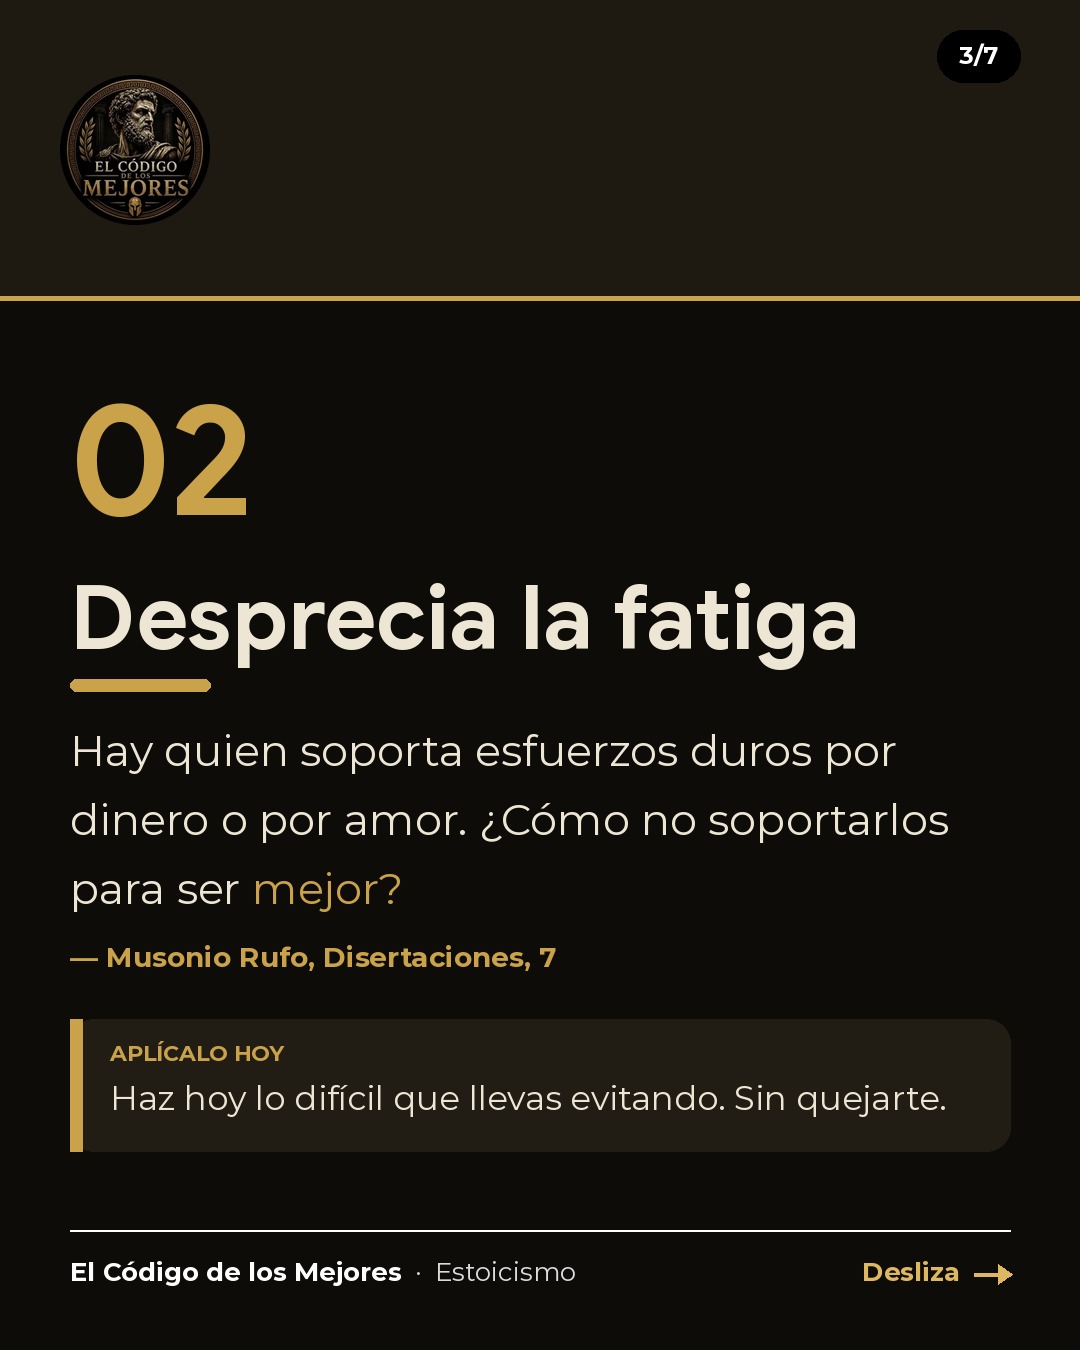 3/7
EL CÓDIGO
DE LOS
MEJORES
02
Desprecia la fatiga
Hay quien soporta esfuerzos duros por
dinero o por amor. ¿Cómo no soportarlos
para ser mejor?
— Musonio Rufo, Disertaciones, 7
APLÍCALO HOY
Haz hoy lo difícil que llevas evitando. Sin quejarte.
El Código de los Mejores · Estoicismo
Desliza